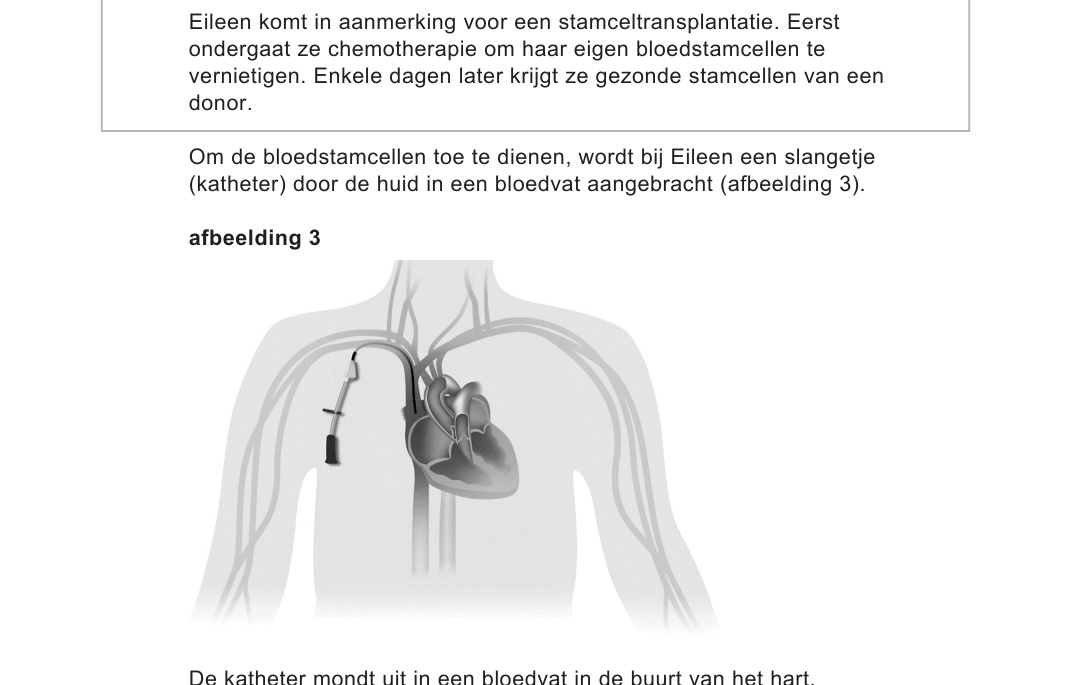 Eileen komt in aanmerking voor een stamceltransplantatie. Eerst
ondergaat ze chemotherapie om haar eigen bloedstamcellen te
vernietigen. Enkele dagen later krijgt ze gezonde stamcellen van een
donor.
Om de bloedstamcellen toe te dienen, wordt bij Eileen een slangetje
(katheter) door de huid in een bloedvat aangebracht (afbeelding 3).
afbeelding 3
De katheter mondt uit in een bloedvat in de buurt van het hart.